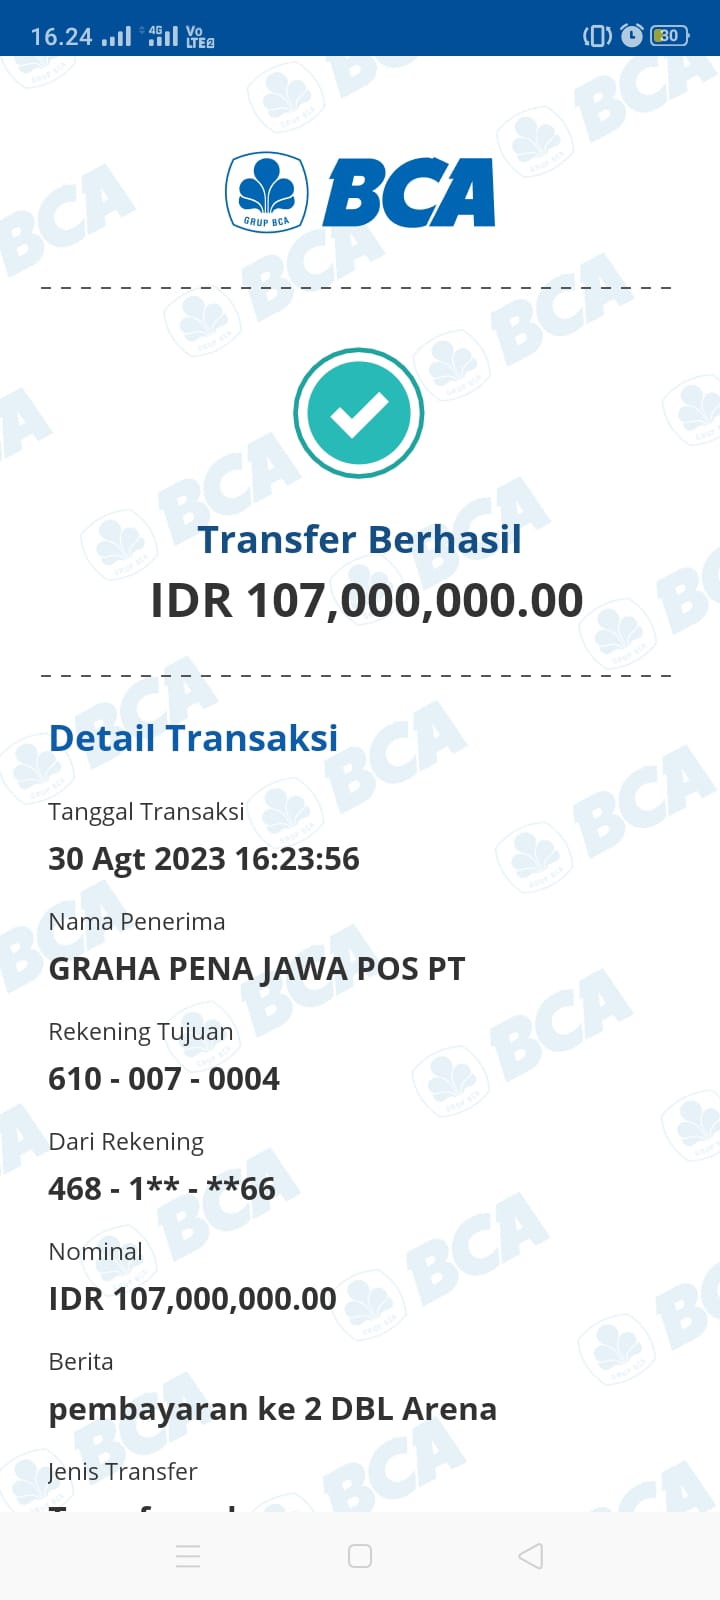 16.24 4G Vo LTE2 30
GRUP BCA
BCA
Transfer Berhasil
IDR 107,000,000.00
Detail Transaksi
Tanggal Transaksi
30 Agt 2023 16:23:56
Nama Penerima
GRAHA PENA JAWA POS PT
Rekening Tujuan
610 - 007 - 0004
Dari Rekening
468 - 1** - **66
Nominal
IDR 107,000,000.00
Berita
pembayaran ke 2 DBL Arena
Jenis Transfer